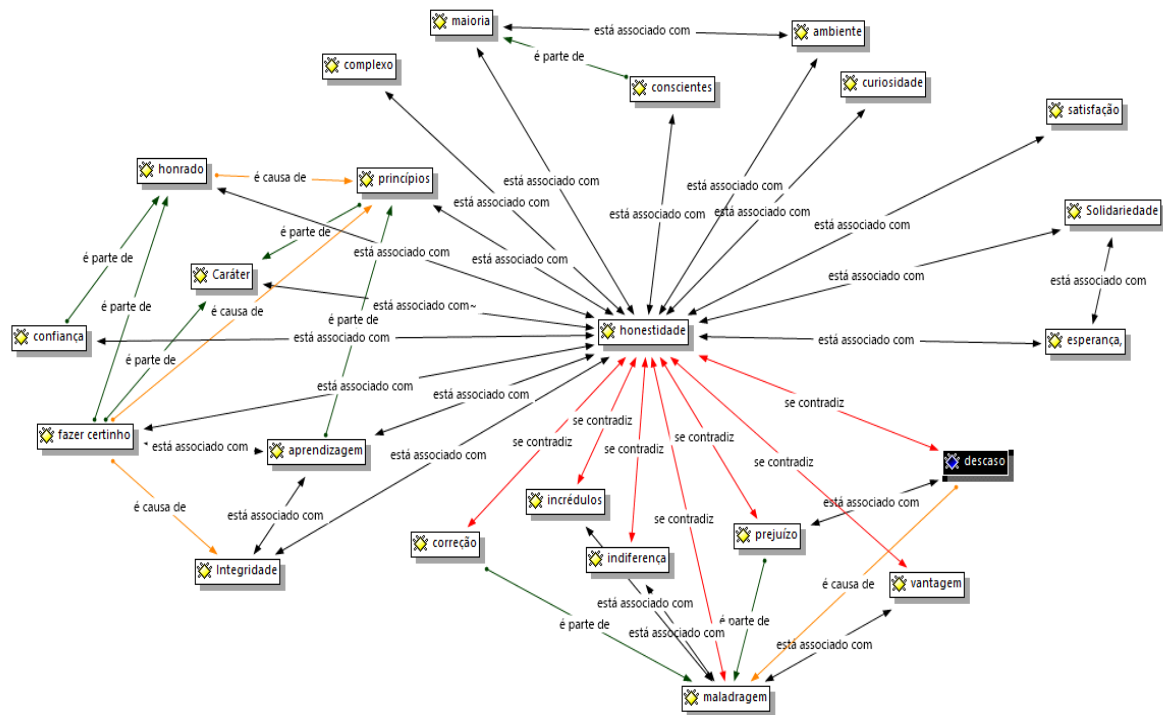 maioria
está associado com
ambiente
é parte de
complexo
conscientes
curiosidade
satisfação
honrado
é causa de
princípios
está associado com
está associado com
está associado com
está associado com
está associado com
Solidariedade
é parte de
é parte de
está associado com
está associado com
Caráter
está associado com
está associado com
é parte de
está associado com~
é causa de
é parte de
honestidade
confiança
está associado com
está associado com
esperança,
é parte de
está associado com
está associado com
se contradiz
se contradiz
fazer certinho
está associado com
aprendizagem
está associado com
se contradiz
se contradiz
se contradiz
se contradiz
descaso
incrédulos
é causa de
está associado com
se contradiz
está associado com
correção
indiferença
prejuízo
Integridade
é causa de
vantagem
está associado com
é parte de
está associado com
é parte de
está associado com
maladragem